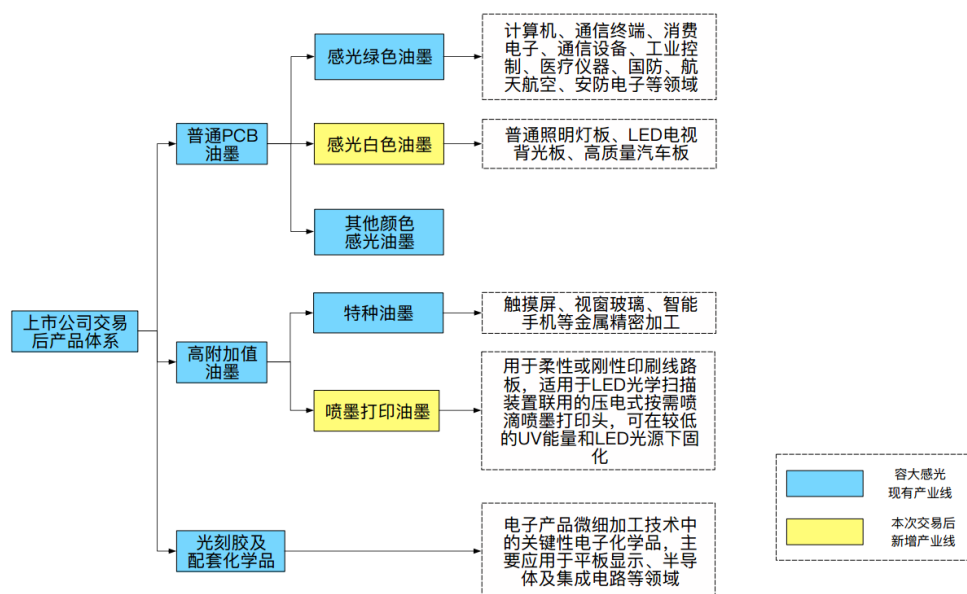 上市公司交易
后产品体系
普通PCB
油墨
感光绿色油墨
计算机、通信终端、消费
电子、通信设备、工业控
制、医疗仪器、国防、航
天航空、安防电子等领域
感光白色油墨
普通照明灯板、LED电视
背光板、高质量汽车板
其他颜色
感光油墨
高附加值
油墨
特种油墨
触摸屏、视窗玻璃、智能
手机等金属精密加工
喷墨打印油墨
用于柔性或刚性印刷线路
板，适用于LED光学扫描
装置联用的压电式按需喷
滴喷墨打印头，可在较低
的UV能量和LED光源下固
化
光刻胶及
配套化学品
电子产品微细加工技术中
的关键性电子化学品，主
要应用于平板显示、半导
体及集成电路等领域
容大感光
现有产业线
本次交易后
新增产业线